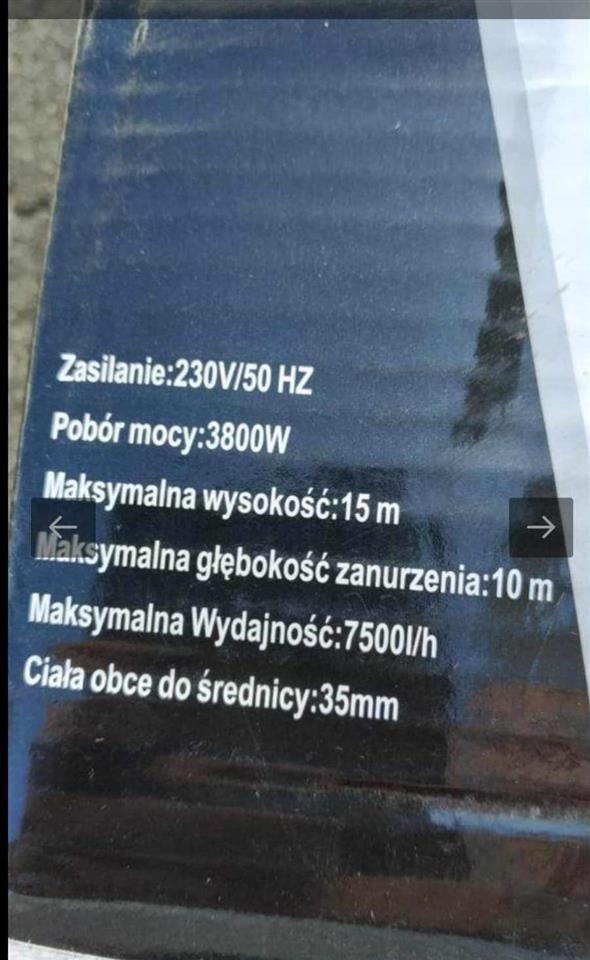 Zasilanie:230V/50 HZ
Pobór mocy:3800W
Maksymalna wysokość:15 m
Maksymalna głębokość zanurzenia:10 m
Maksymalna Wydajność:7500l/h
Ciała obce do średnicy:35mm